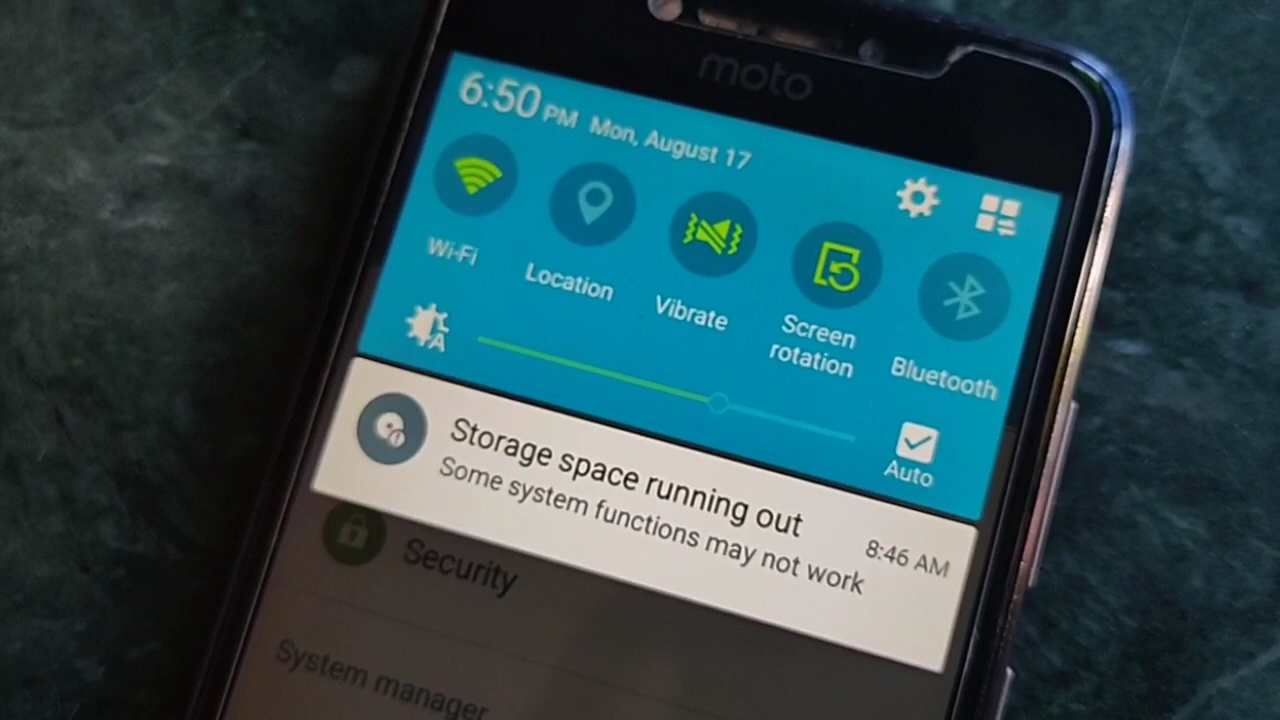 moto
6:50 PM Mon, August 17
Wi-Fi
Location
Vibrate
Screen
rotation
Bluetooth
A
Auto
Storage space running out
Some system functions may not work
8:46 AM
Security
System manager